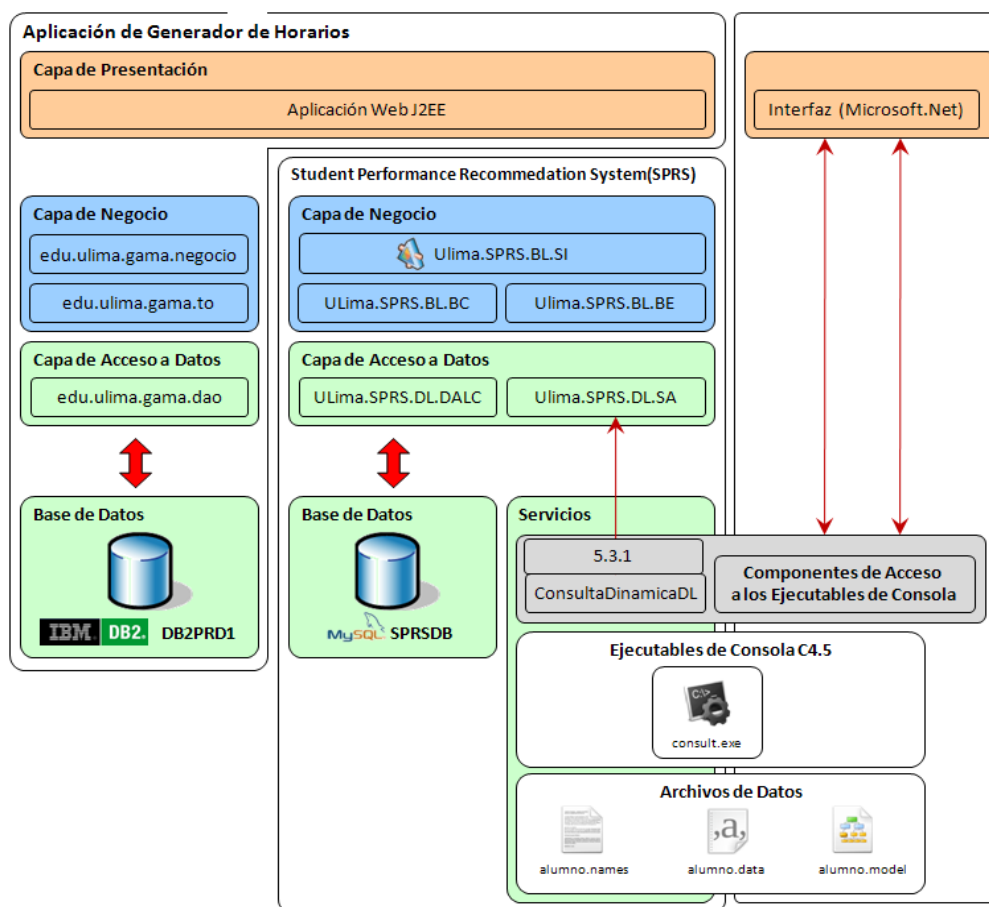 Aplicación de Generador de Horarios
Capa de Presentación
Aplicación Web J2EE
Interfaz (Microsoft.Net)
Student Performance Recommedation System(SPRS)
Capa de Negocio
edu.ulima.gama.negocio
edu.ulima.gama.to
Capa de Negocio
Ulima.SPRS.BL.SI
ULima.SPRS.BL.BC
Ulima.SPRS.BL.BE
Capa de Acceso a Datos
edu.ulima.gama.dao
Capa de Acceso a Datos
ULima.SPRS.DL.DALC
Ulima.SPRS.DL.SA
Base de Datos
IBM. DB2. DB2PRD1
Base de Datos
MySQL. SPRSDB
Servicios
5.3.1
ConsultaDinamicaDL
Componentes de Acceso
a los Ejecutables de Consola
Ejecutables de Consola C4.5
C:\>
consult.exe
Archivos de Datos
,a,
alumno.names
alumno.data
alumno.model